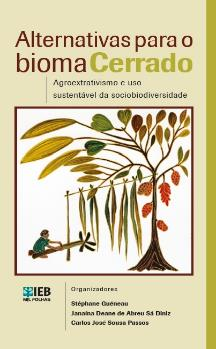 Alternativas para o
bioma Cerrado
Agroextrativismo e uso
sustentável da sociobiodiversidade
IEB
MIL FOLHAS
Organizadores
Stéphane Guéneau
Janaína Deane de Abreu Sá Diniz
Carlos José Sousa Passos